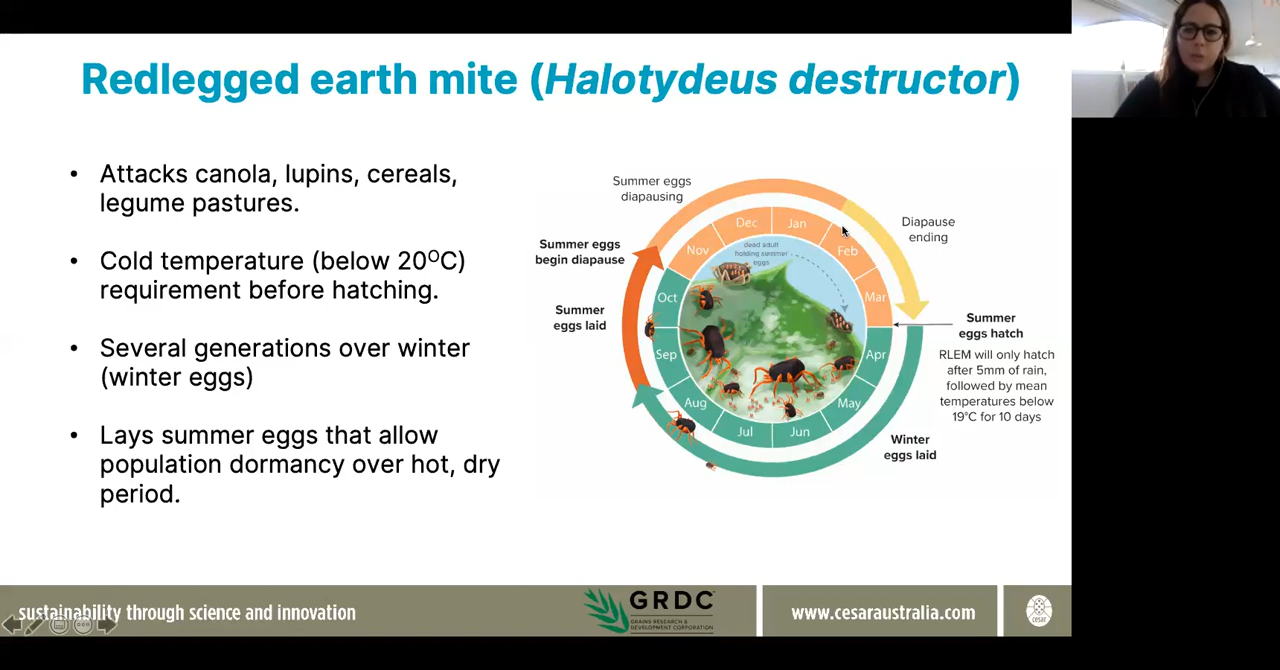 Redlegged earth mite (Halotydeus destructor)
• Attacks canola, lupins, cereals,
legume pastures.
• Cold temperature (below 20ᴼC)
requirement before hatching.
• Several generations over winter
(winter eggs)
• Lays summer eggs that allow
population dormancy over hot, dry
period.
Summer eggs
diapausing
Diapause
ending
Summer eggs
begin diapause
Summer
eggs laid
Summer
eggs hatch
RLEM will only hatch
after 5mm of rain,
followed by mean
temperatures below
19°C for 10 days
Winter
eggs laid
Dec
Jan
Feb
Mar
Apr
May
Jun
Jul
Aug
Sep
Oct
Nov
dead adult
holding summer
eggs
sustainability through science and innovation
GRDC
GRAINS RESEARCH &
DEVELOPMENT CORPORATION
www.cesaraustralia.com
cesar